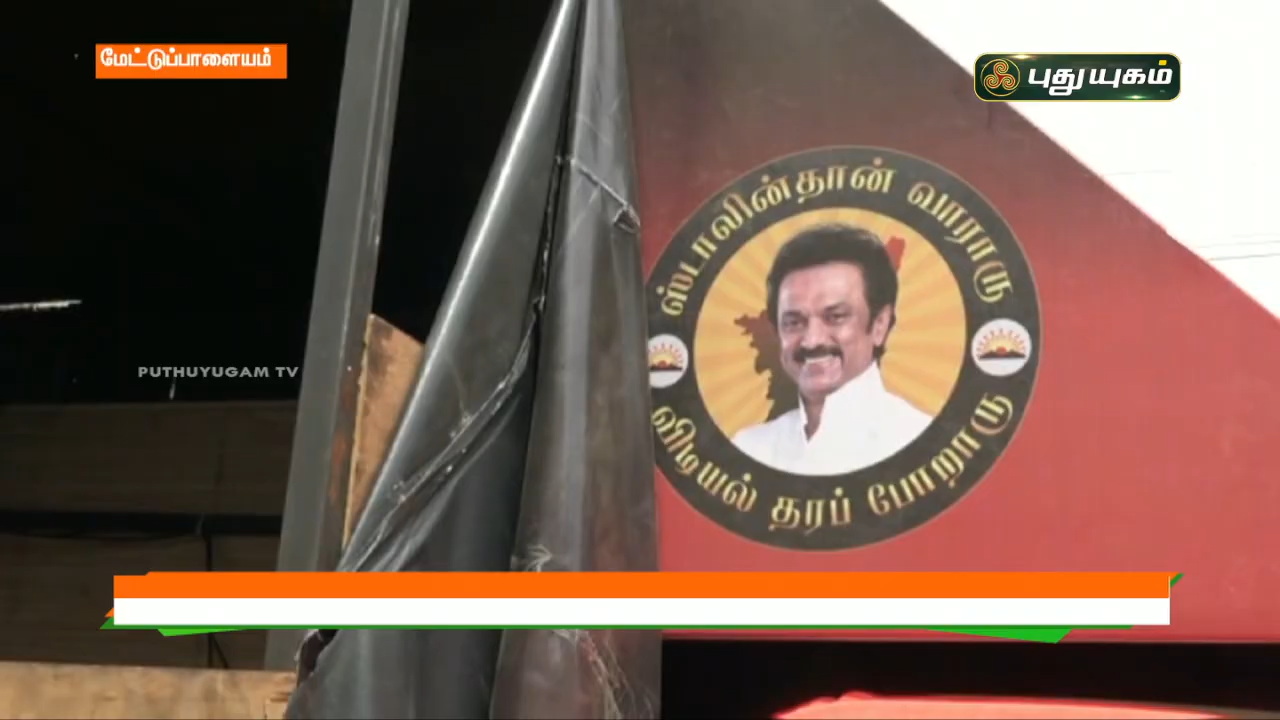 மேட்டுப்பாளையம்
புதுயுகம்
ஸ்டாலின்தான் வாராரு
PUTHUYUGAM TV
விடியல் தரப் போறாரு